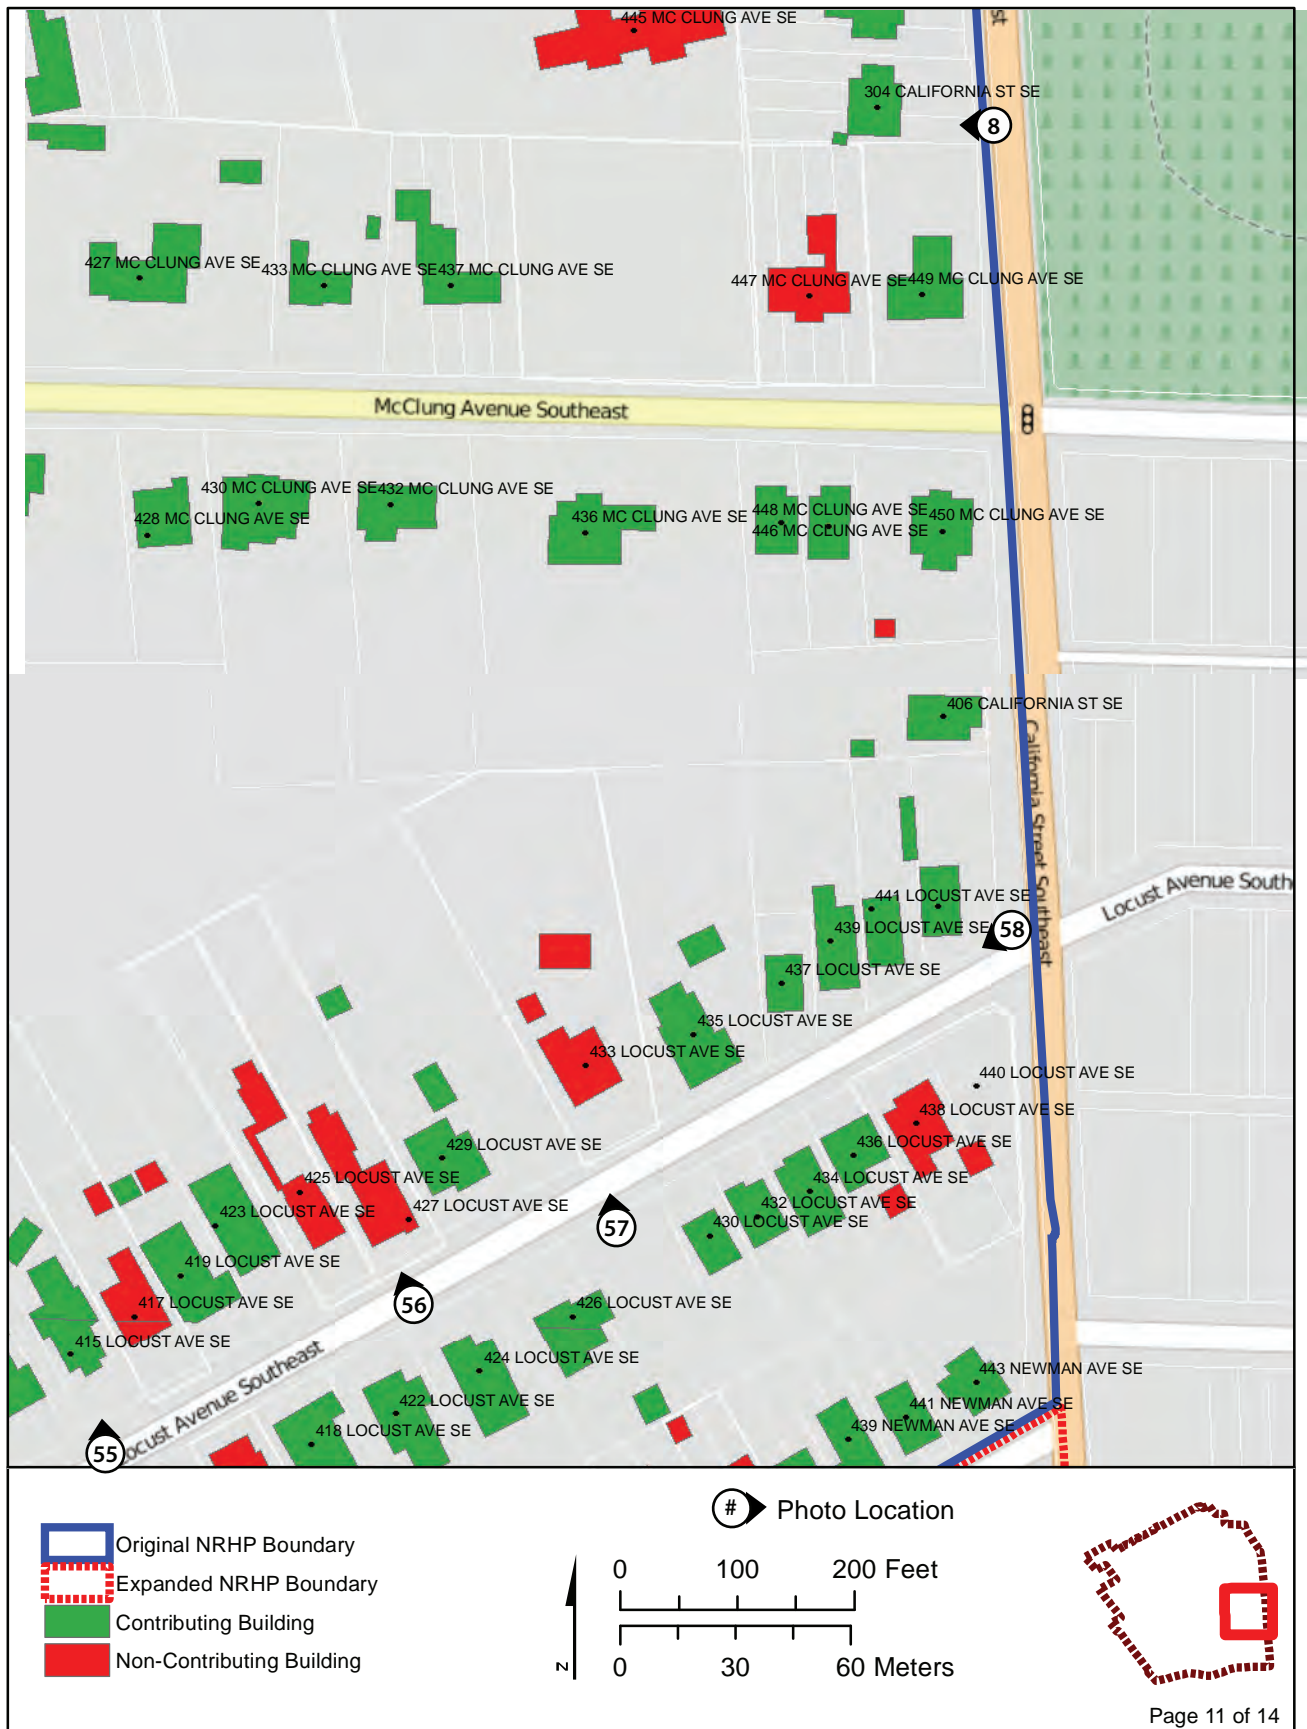 445 MC CLUNG AVE SE
st
304 CALIFORNIA ST SE
8
427 MC CLUNG AVE SE
433 MC CLUNG AVE SE
437 MC CLUNG AVE SE
447 MC CLUNG AVE SE
449 MC CLUNG AVE SE
McClung Avenue Southeast
430 MC CLUNG AVE SE
432 MC CLUNG AVE SE
428 MC CLUNG AVE SE
436 MC CLUNG AVE SE
448 MC CLUNG AVE SE
446 MC CLUNG AVE SE
450 MC CLUNG AVE SE
406 CALIFORNIA ST SE
California Street Southeast
Locust Avenue South
441 LOCUST AVE SE
439 LOCUST AVE SE
58
437 LOCUST AVE SE
435 LOCUST AVE SE
433 LOCUST AVE SE
440 LOCUST AVE SE
438 LOCUST AVE SE
436 LOCUST AVE SE
429 LOCUST AVE SE
434 LOCUST AVE SE
425 LOCUST AVE SE
432 LOCUST AVE SE
427 LOCUST AVE SE
423 LOCUST AVE SE
430 LOCUST AVE SE
57
419 LOCUST AVE SE
417 LOCUST AVE SE
56
426 LOCUST AVE SE
415 LOCUST AVE SE
424 LOCUST AVE SE
Locust Avenue Southeast
443 NEWMAN AVE SE
422 LOCUST AVE SE
441 NEWMAN AVE SE
439 NEWMAN AVE SE
418 LOCUST AVE SE
55
# Photo Location
Original NRHP Boundary
Expanded NRHP Boundary
Contributing Building
Non-Contributing Building
N
0 100 200 Feet
0 30 60 Meters
Page 11 of 14